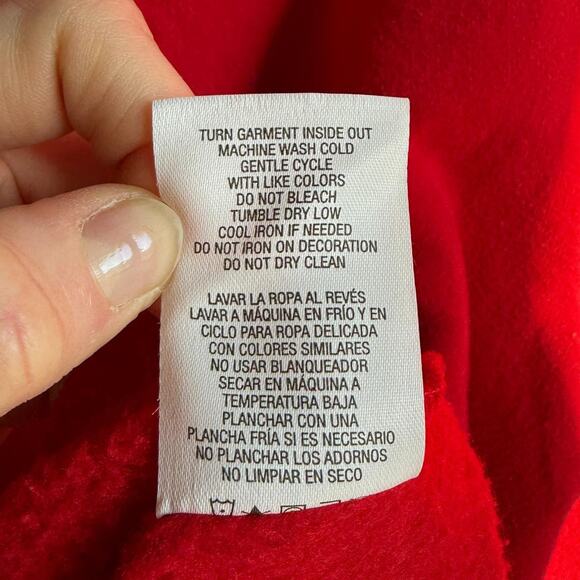 TURN GARMENT INSIDE OUT
MACHINE WASH COLD
GENTLE CYCLE
WITH LIKE COLORS
DO NOT BLEACH
TUMBLE DRY LOW
COOL IRON IF NEEDED
DO NOT IRON ON DECORATION
DO NOT DRY CLEAN
LAVAR LA ROPA AL REVÉS
LAVAR A MÁQUINA EN FRÍO Y EN
CICLO PARA ROPA DELICADA
CON COLORES SIMILARES
NO USAR BLANQUEADOR
SECAR EN MÁQUINA A
TEMPERATURA BAJA
PLANCHAR CON UNA
PLANCHA FRÍA SI ES NECESARIO
NO PLANCHAR LOS ADORNOS
NO LIMPIAR EN SECO